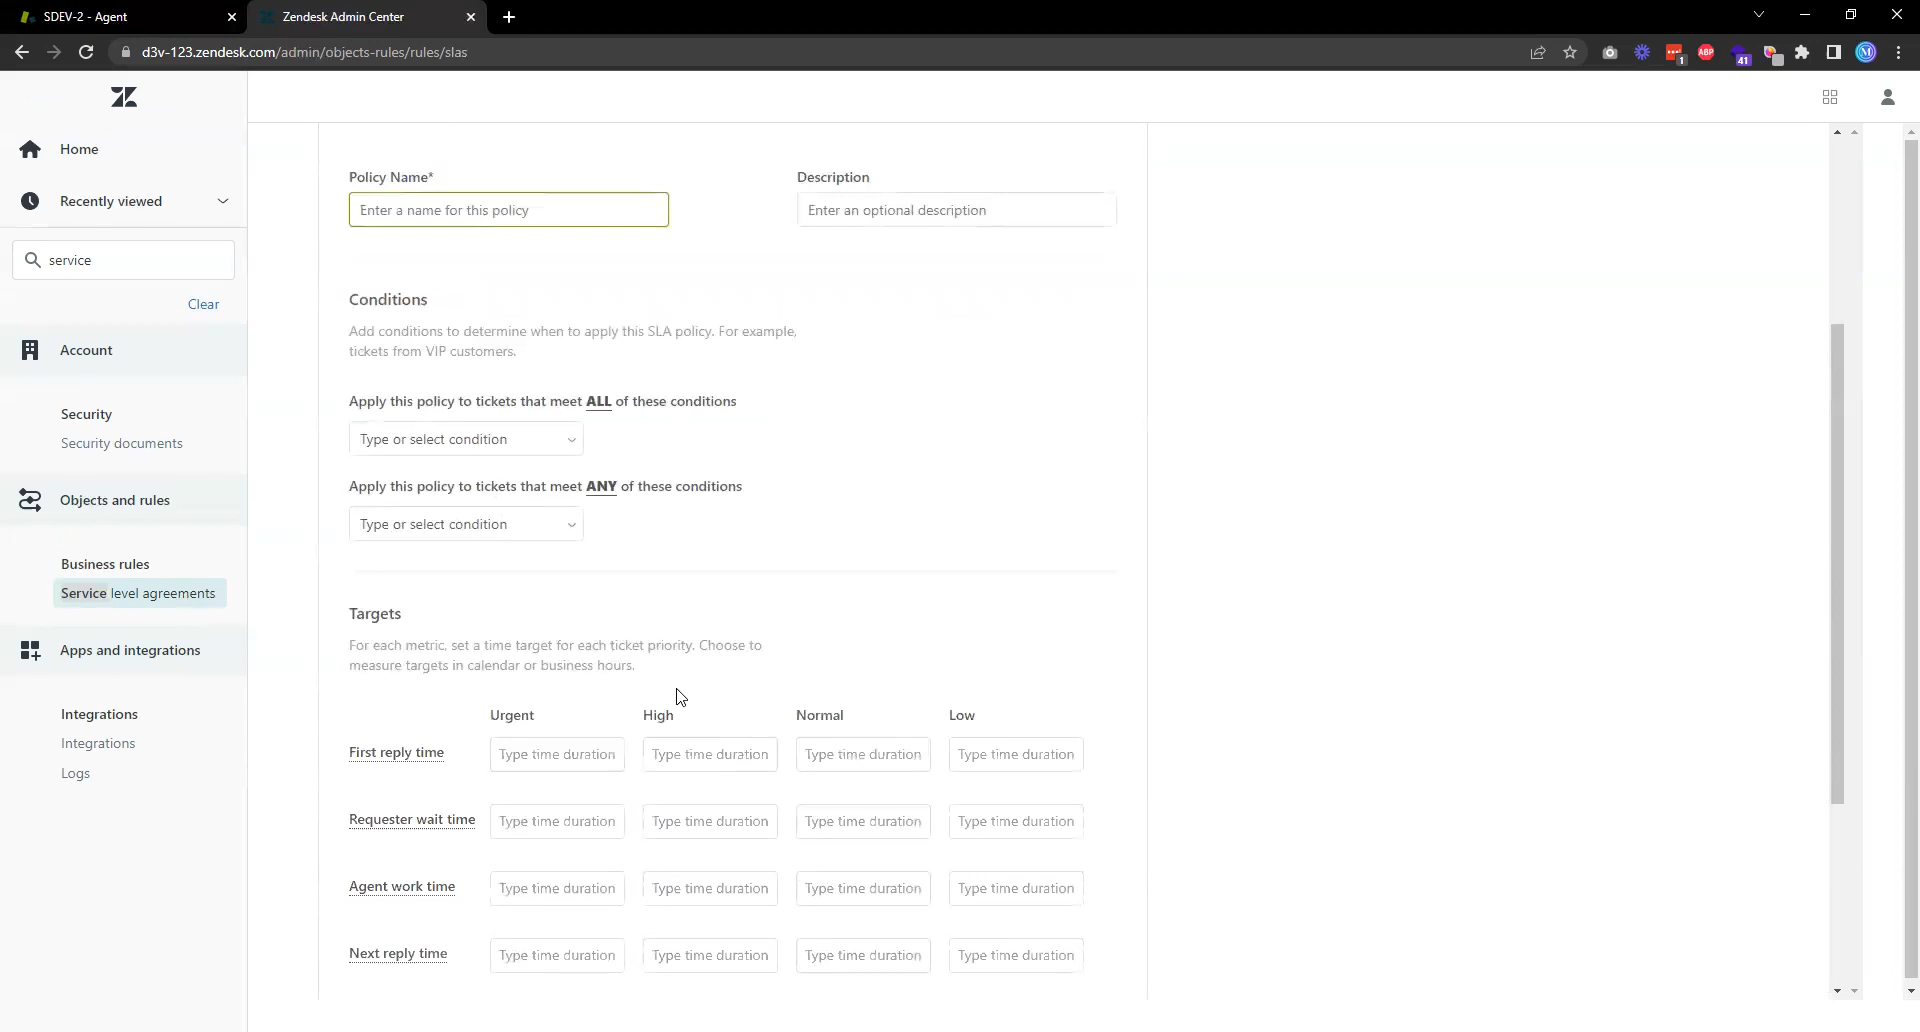 SDEV-2 - Agent
Zendesk Admin Center
d3v-123.zendesk.com/admin/objects-rules/rules/slas
ABP
1
41
Home
Recently viewed
service
Clear
Account
Security
Security documents
Objects and rules
Business rules
Service level agreements
Apps and integrations
Integrations
Integrations
Logs
Policy Name*
Description
Enter a name for this policy
Enter an optional description
Conditions
Add conditions to determine when to apply this SLA policy. For example,
tickets from VIP customers.
Apply this policy to tickets that meet ALL of these conditions
Type or select condition
Apply this policy to tickets that meet ANY of these conditions
Type or select condition
Targets
For each metric, set a time target for each ticket priority. Choose to
measure targets in calendar or business hours.
Urgent High Normal Low
First reply time Type time duration Type time duration Type time duration Type time duration
Requester wait time Type time duration Type time duration Type time duration Type time duration
Agent work time Type time duration Type time duration Type time duration Type time duration
Next reply time Type time duration Type time duration Type time duration Type time duration